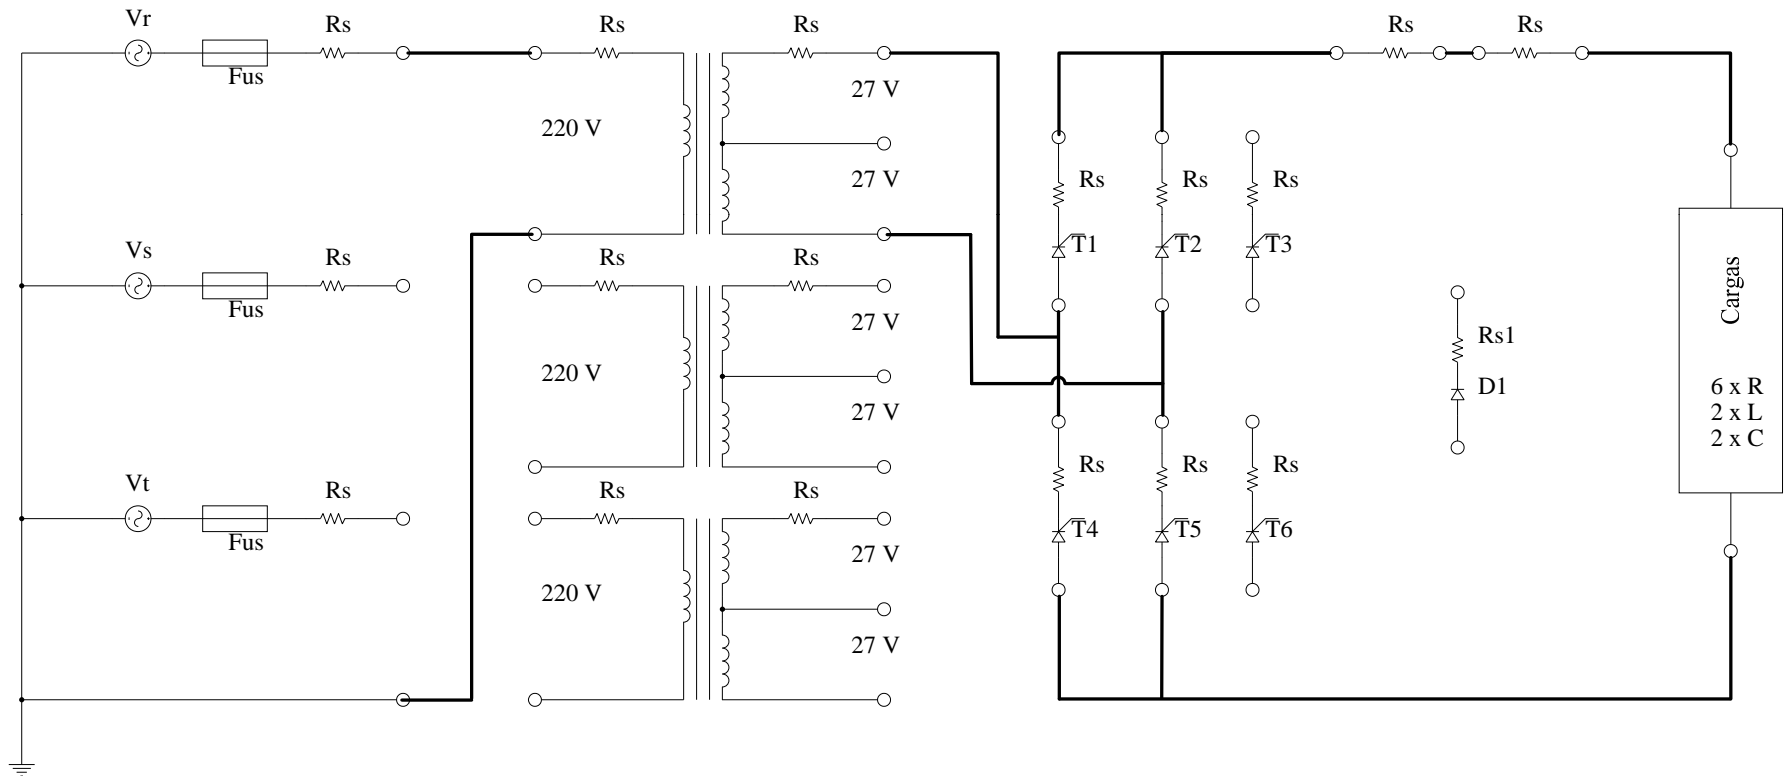 Vr
Rs
Rs
Rs
Rs
Rs
Fus
27 V
220 V
27 V
Rs
Rs
Rs
T1
T2
T3
Vs
Rs
Rs
Rs
Fus
27 V
220 V
27 V
Rs1
D1
Cargas
6 x R
2 x L
2 x C
Rs
Rs
Rs
T4
T5
T6
Vt
Rs
Rs
Rs
Fus
27 V
220 V
27 V